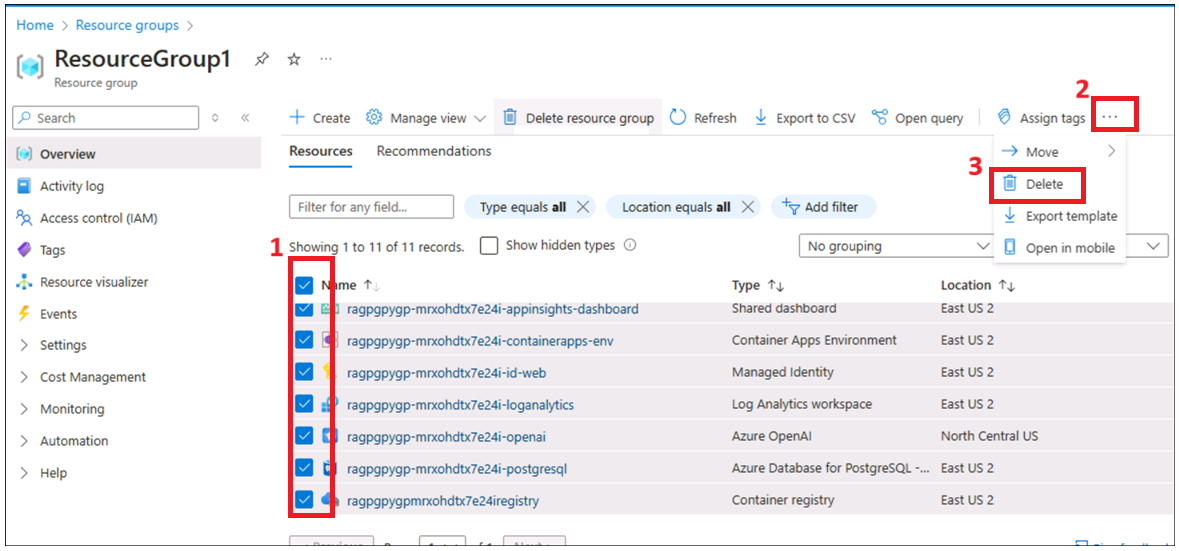 Home > Resource groups >
ResourceGroup1
Resource group
Search
Create Manage view Delete resource group Refresh Export to CSV Open query Assign tags ... 2
Overview
Activity log
Access control (IAM)
Tags
Resource visualizer
Events
Settings
Cost Management
Monitoring
Automation
Help
Resources Recommendations
Move
3
Delete
Export template
Open in mobile
Filter for any field... Type equals all Location equals all Add filter
1
Showing 1 to 11 of 11 records. Show hidden types No grouping
Name Type Location
ragpgpygp-mrxohdtx7e24i-appinsights-dashboard Shared dashboard East US 2
ragpgpygp-mrxohdtx7e24i-containerapps-env Container Apps Environment East US 2
ragpgpygp-mrxohdtx7e24i-id-web Managed Identity East US 2
ragpgpygp-mrxohdtx7e24i-loganalytics Log Analytics workspace East US 2
ragpgpygp-mrxohdtx7e24i-openai Azure OpenAI North Central US
ragpgpygp-mrxohdtx7e24i-postgresql Azure Database for PostgreSQL -... East US 2
ragpgpygpmrxohdtx7e24iregistry Container registry East US 2